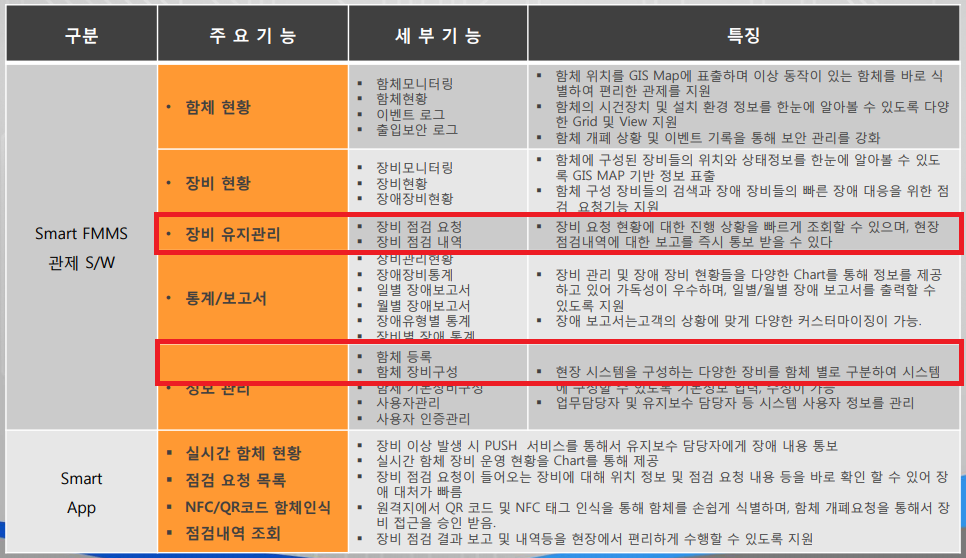 구분
주 요 기 능
세 부 기 능
특징
Smart FMMS
관제 S/W
• 함체 현황
▪ 함체모니터링
▪ 함체현황
▪ 이벤트 로그
▪ 출입보안 로그
▪ 함체 위치를 GIS Map에 표출하며 이상 동작이 있는 함체를 바로 식
별하여 편리한 관제를 지원
▪ 함체의 시건장치 및 설치 환경 정보를 한눈에 알아볼 수 있도록 다양
한 Grid 및 View 지원
▪ 함체 개폐 상황 및 이벤트 기록을 통해 보안 관리를 강화
• 장비 현황
▪ 장비모니터링
▪ 장비현황
▪ 장애장비현황
▪ 함체에 구성된 장비들의 위치와 상태정보를 한눈에 알아볼 수 있도
록 GIS MAP 기반 정보 표출
▪ 함체 구성 장비들의 검색과 장애 장비들의 빠른 장애 대응을 위한 점
검 요청기능 지원
• 장비 유지관리
▪ 장비 점검 요청
▪ 장비 점검 내역
▪ 장비 요청 현황에 대한 진행 상황을 빠르게 조회할 수 있으며, 현장
점검내역에 대한 보고를 즉시 통보 받을 수 있다
• 통계/보고서
▪ 장비관리현황
▪ 장애장비통계
▪ 일별 장애보고서
▪ 월별 장애보고서
▪ 장애유형별 통계
▪ 장비별 장애 통계
▪ 장비 관리 및 장애 장비 현황들을 다양한 Chart를 통해 정보를 제공
하고 있어 가독성이 우수하며, 일별/월별 장애 보고서를 출력할 수
있도록 지원
▪ 장애 보고서는고객의 상황에 맞게 다양한 커스터마이징이 가능.
• 정보 관리
▪ 함체 등록
▪ 함체 장비구성
▪ 함체 기본장비구성
▪ 사용자관리
▪ 사용자 인증관리
▪ 현장 시스템을 구성하는 다양한 장비를 함체 별로 구분하여 시스템
에 구성할 수 있도록 기본정보 입력, 수정이 가능
▪ 업무담당자 및 유지보수 담당자 등 시스템 사용자 정보를 관리
Smart
App
▪ 실시간 함체 현황
▪ 점검 요청 목록
▪ NFC/QR코드 함체인식
▪ 점검내역 조회
▪ 장비 이상 발생 시 PUSH 서비스를 통해서 유지보수 담당자에게 장애 내용 통보
▪ 실시간 함체 장비 운영 현황을 Chart를 통해 제공
▪ 장비 점검 요청이 들어오는 장비에 대해 위치 정보 및 점검 요청 내용 등을 바로 확인 할 수 있어 장
애 대처가 빠름
▪ 원격지에서 QR 코드 및 NFC 태그 인식을 통해 함체를 손쉽게 식별하며, 함체 개폐요청을 통해서 장
비 접근을 승인 받음.
▪ 장비 점검 결과 보고 및 내역등을 현장에서 편리하게 수행할 수 있도록 지원